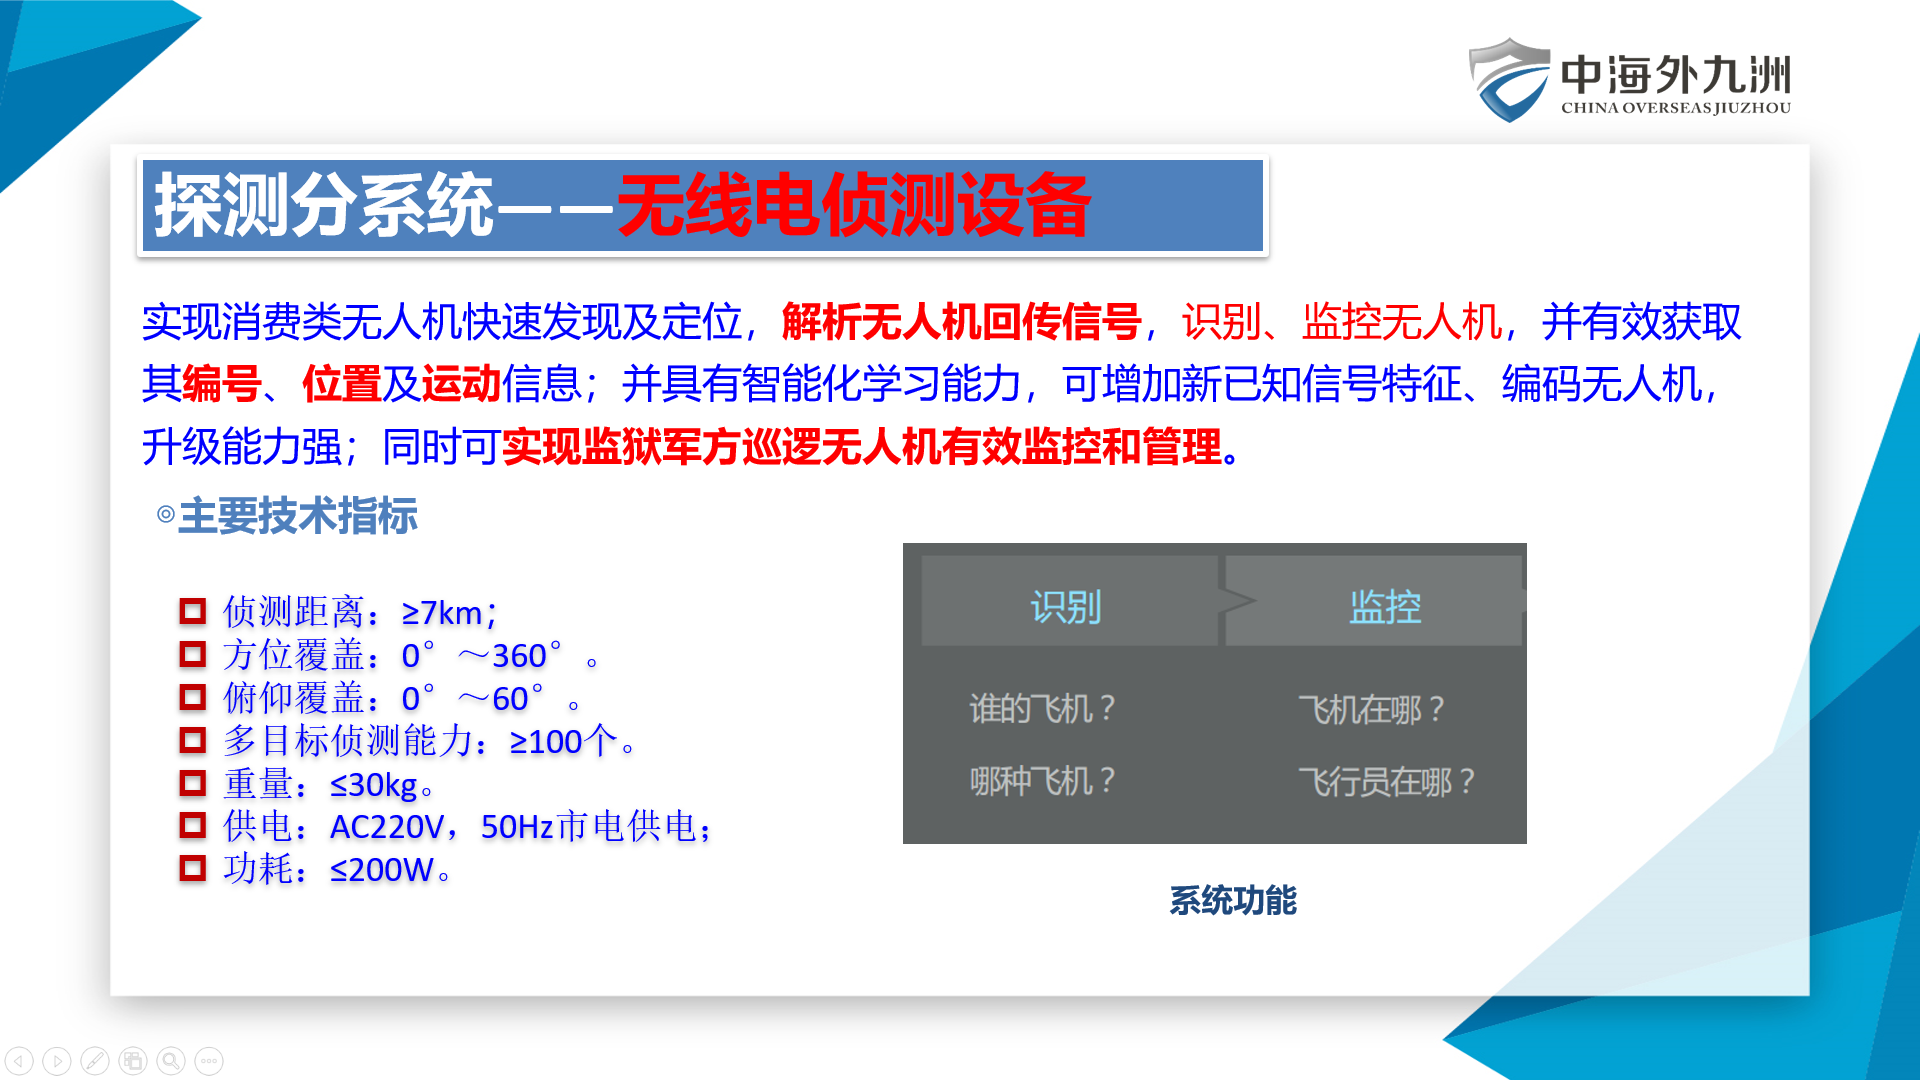 中海外九洲
CHINA OVERSEAS JIUZHOU
探测分系统——无线电侦测设备
实现消费类无人机快速发现及定位，解析无人机回传信号，识别、监控无人机，并有效获取
其编号、位置及运动信息；并具有智能化学习能力，可增加新已知信号特征、编码无人机，
升级能力强；同时可实现监狱军方巡逻无人机有效监控和管理。
◎主要技术指标
侦测距离：≥7km；
方位覆盖：0°～360°。
俯仰覆盖：0°～60°。
多目标侦测能力：≥100个。
重量：≤30kg。
供电：AC220V，50Hz市电供电；
功耗：≤200W。
识别
监控
谁的飞机？
飞机在哪？
哪种飞机？
飞行员在哪？
系统功能